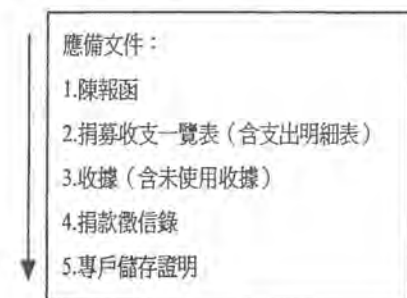 應備文件：
1.陳報函
2.捐募收支一覽表（含支出明細表）
3.收據（含未使用收據）
4.捐款徵信錄
5.專戶儲存證明